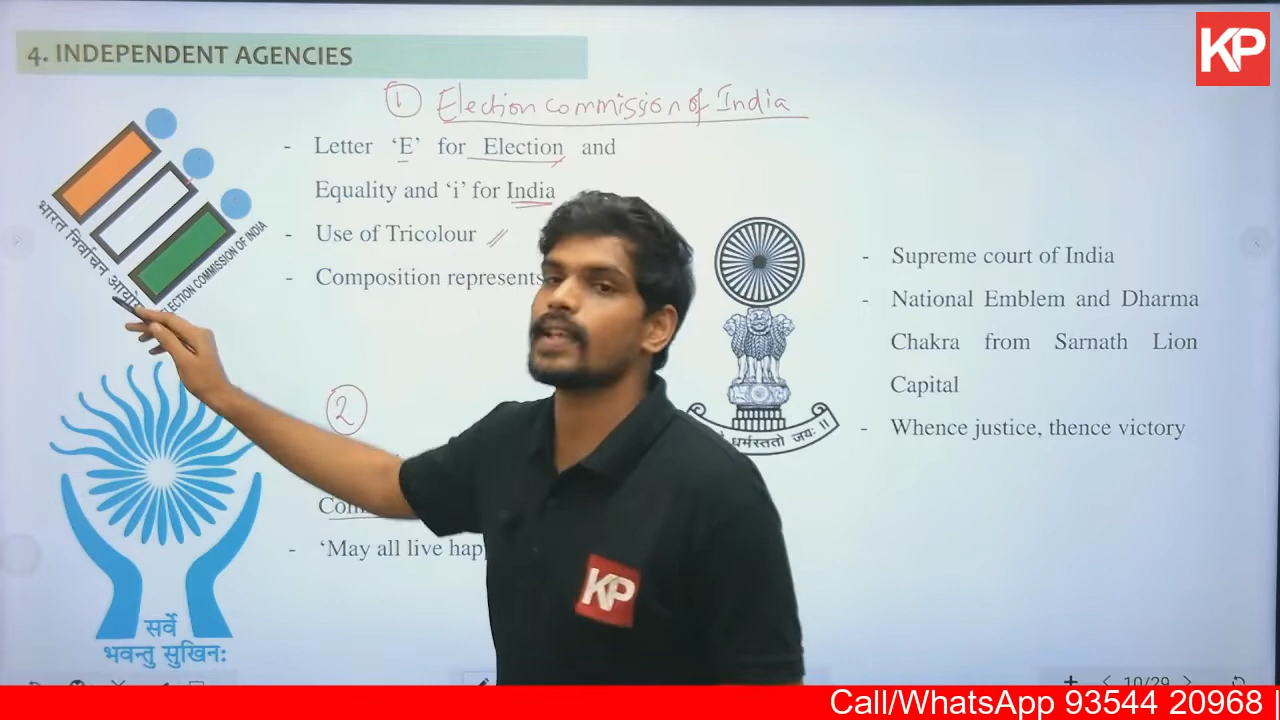 KP
4. INDEPENDENT AGENCIES
1 Election commission of India
भारत निर्वाचन आयोग
ELECTION COMMISSION OF INDIA
- Letter ‘E’ for Election and
Equality and ‘i’ for India
- Use of Tricolour
- Composition represents
2
- ‘May all live
सर्वे
भवन्तु सुखिनः
धर्मस्ततो जयः ॥
- Supreme court of India
- National Emblem and Dharma
Chakra from Sarnath Lion
Capital
- Whence justice, thence victory
KP
10/29
Call/WhatsApp 93544 20968 |